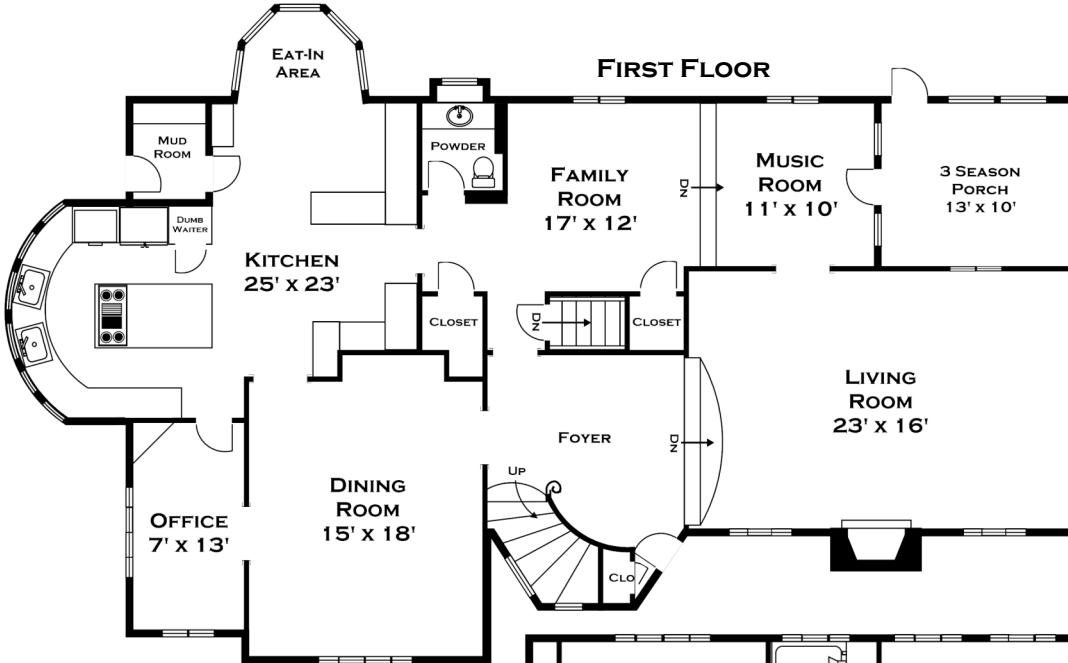 FIRST FLOOR
EAT-IN
AREA
MUD
ROOM
POWDER
FAMILY
ROOM
17' X 12'
DN
MUSIC
ROOM
11' X 10'
3 SEASON
PORCH
13' X 10'
DUMB
WAITER
KITCHEN
25' X 23'
CLOSET
DN
CLOSET
LIVING
ROOM
23' X 16'
FOYER
DN
UP
DINING
ROOM
15' X 18'
OFFICE
7' X 13'
CLO